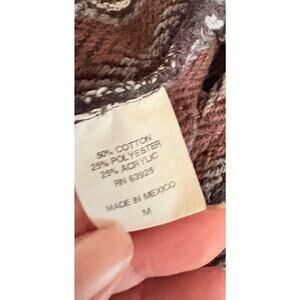 50% COTTON
25% POLYESTER
25% ACRYLIC
RN 63925
MADE IN MEXICO
M